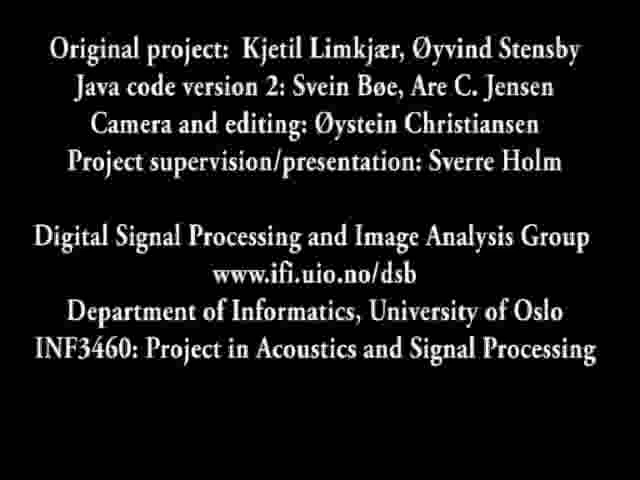 Original project: Kjetil Limkjær, Øyvind Stensby
Java code version 2: Svein Bøe, Are C. Jensen
Camera and editing: Øystein Christiansen
Project supervision/presentation: Sverre Holm
Digital Signal Processing and Image Analysis Group
www.ifi.uio.no/dsb
Department of Informatics, University of Oslo
INF3460: Project in Acoustics and Signal Processing